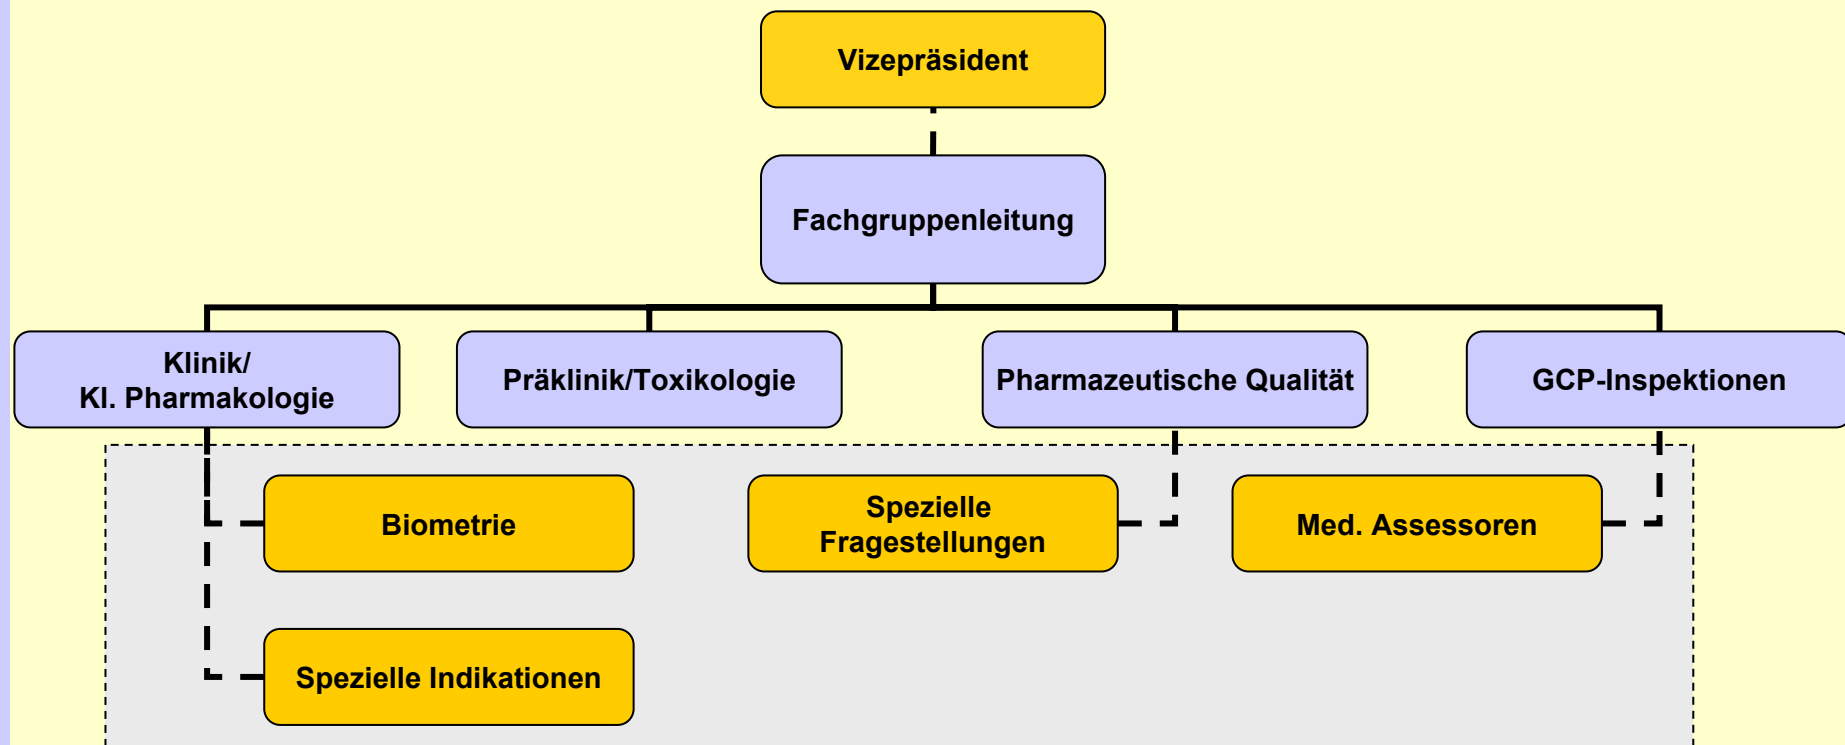 Vizepräsident
Fachgruppenleitung
Klinik/
Kl. Pharmakologie
Präklinik/Toxikologie
Pharmazeutische Qualität
GCP-Inspektionen
Biometrie
Spezielle
Fragestellungen
Med. Assessoren
Spezielle Indikationen